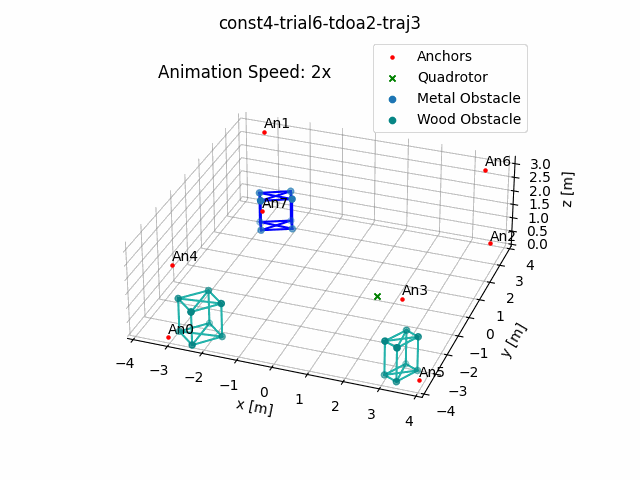 const4-trial6-tdoa2-traj3
Animation Speed: 2x
Anchors
Quadrotor
Metal Obstacle
Wood Obstacle
An1
An6
An7
An2
An4
An3
An0
An5
3.0
2.5
2.0
1.5
1.0
0.5
0.0
z [m]
4
3
2
1
0
−1
−2
−3
−4
y [m]
−4
−3
−2
−1
0
1
2
3
4
x [m]